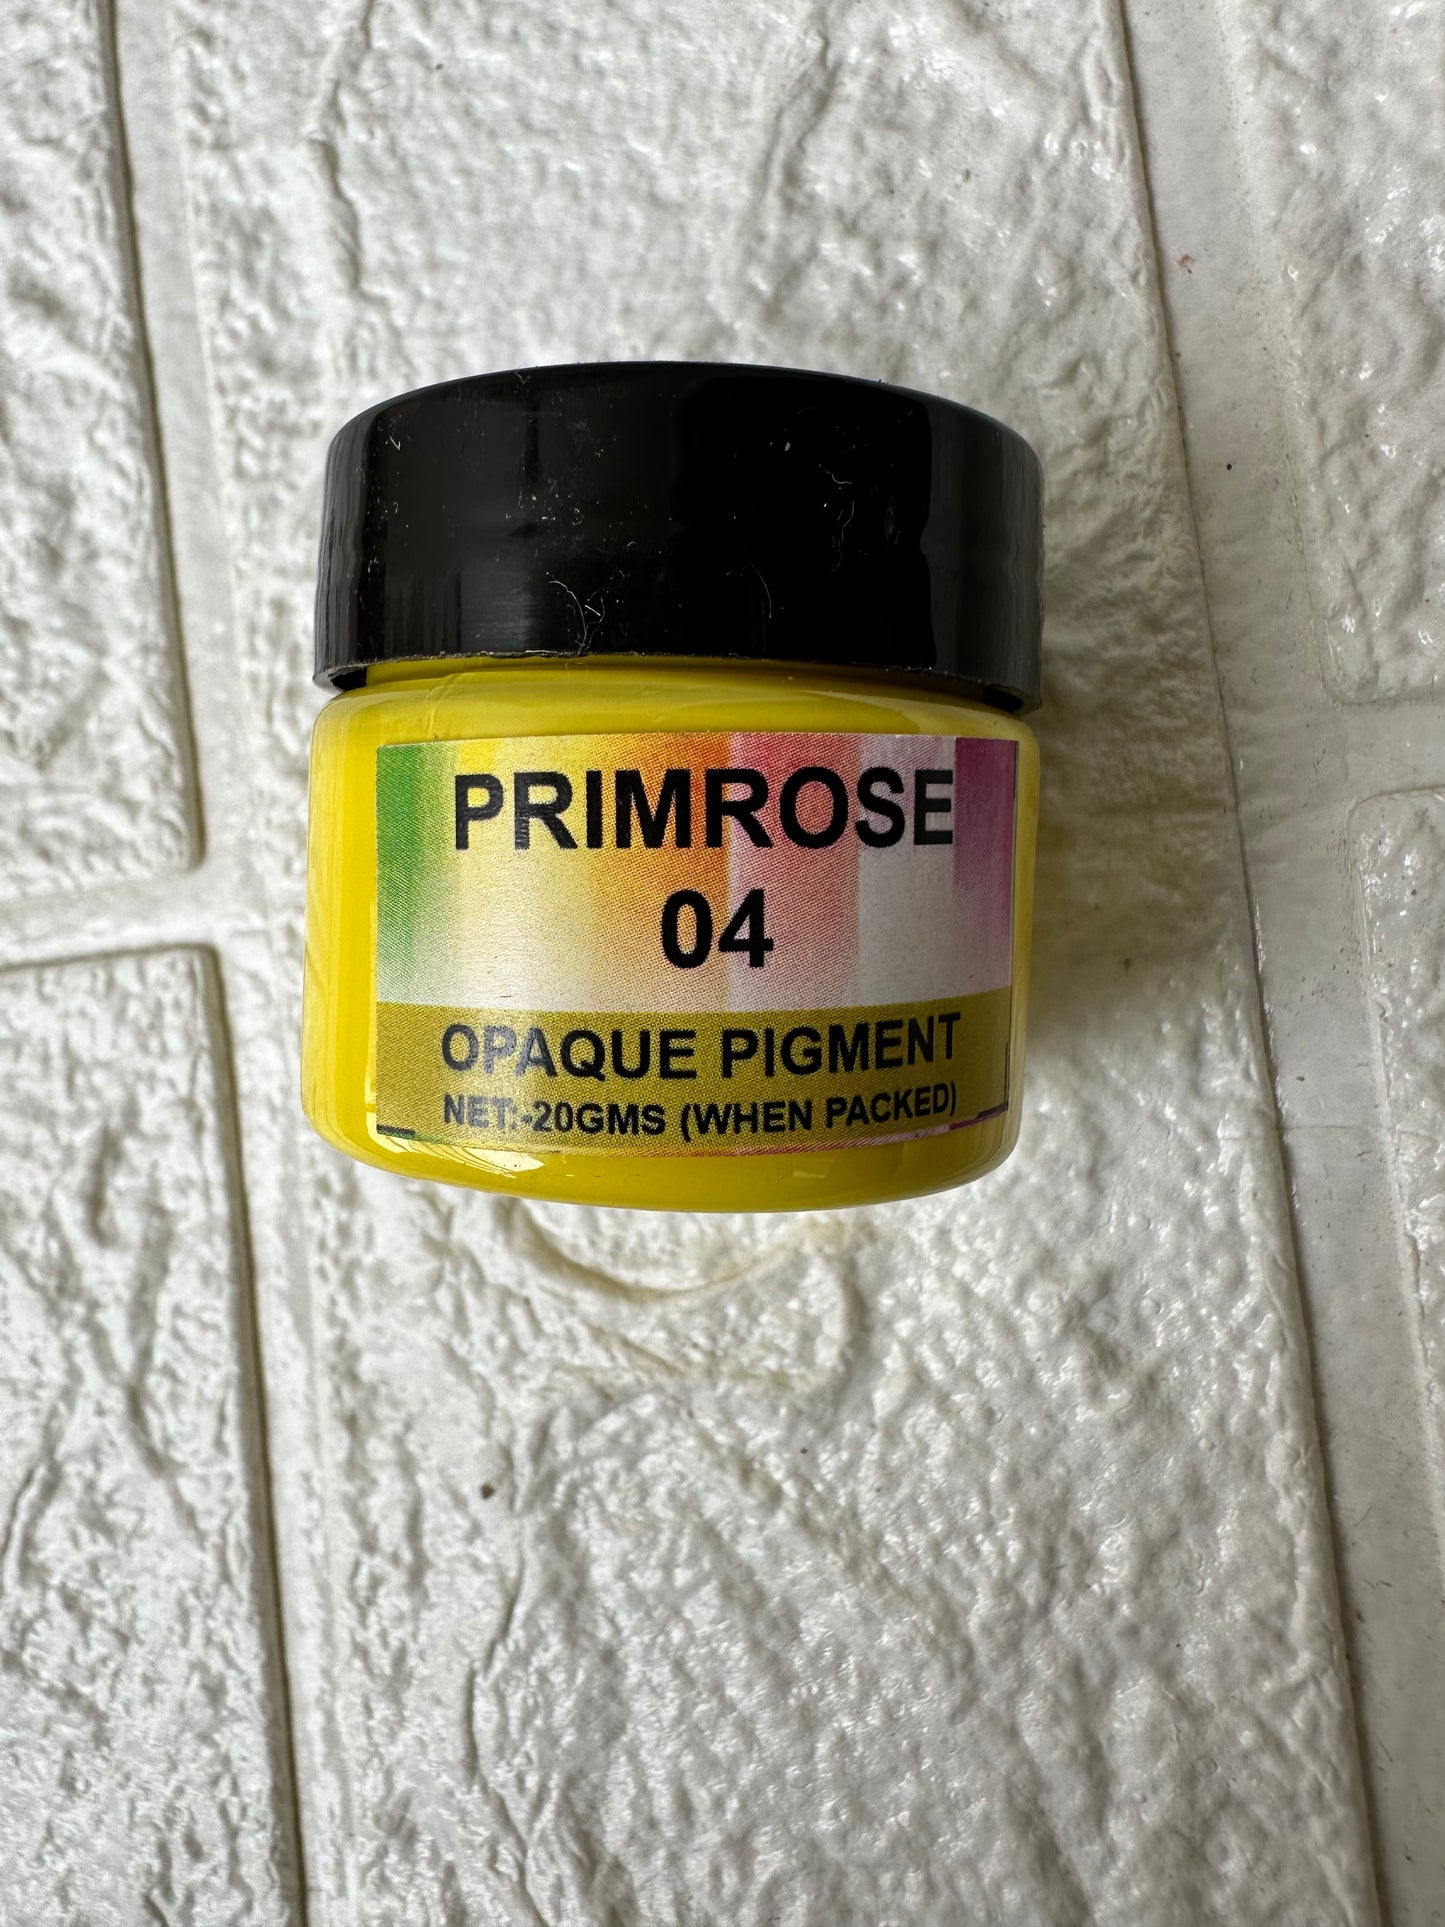 PRIMROSE
04
OPAQUE PIGMENT
NET:-20GMS (WHEN PACKED)